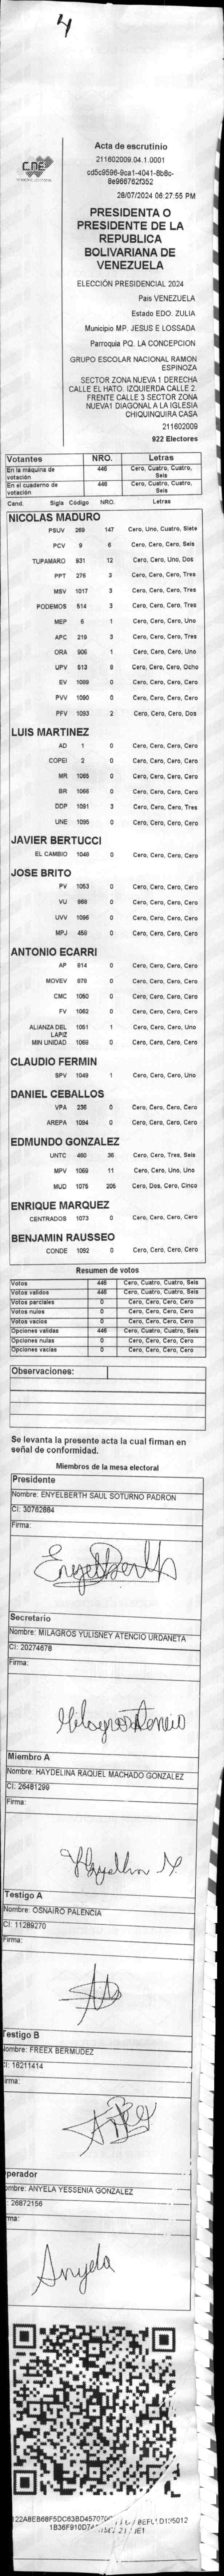 4
CNE
Acta de escrutinio
211602009.04.1.0001
cd5c9596-9ca1-4041-8b8c-
8e966762f352
28/07/2024 06:27:55 PM
PRESIDENTA O
PRESIDENTE DE LA
REPUBLICA
BOLIVARIANA DE
VENEZUELA
ELECCIÓN PRESIDENCIAL 2024
Pais VENEZUELA
Estado EDO. ZULIA
Municipio MP. JESUS E LOSSADA
Parroquia PQ. LA CONCEPCION
GRUPO ESCOLAR NACIONAL RAMON
ESPINOZA
SECTOR ZONA NUEVA 1 DERECHA
CALLE EL HATO. IZQUIERDA CALLE 2.
FRENTE CALLE 3 SECTOR ZONA
NUEVA1 DIAGONAL A LA IGLESIA
CHIQUINQUIRA CASA
211602009
922 Electores
Votantes NRO. Letras
En la máquina de votación 446 Cero, Cuatro, Cuatro, Seis
En el cuaderno de votación 446 Cero, Cuatro, Cuatro, Seis
Cand. Sigla Código NRO. Letras
NICOLAS MADURO
PSUV 269 147 Cero, Uno, Cuatro, Siete
PCV 9 6 Cero, Cero, Cero, Seis
TUPAMARO 931 12 Cero, Cero, Uno, Dos
PPT 276 3 Cero, Cero, Cero, Tres
MSV 1017 3 Cero, Cero, Cero, Tres
PODEMOS 514 3 Cero, Cero, Cero, Tres
MEP 6 1 Cero, Cero, Cero, Uno
APC 219 3 Cero, Cero, Cero, Tres
ORA 906 1 Cero, Cero, Cero, Uno
UPV 513 8 Cero, Cero, Cero, Ocho
EV 1089 0 Cero, Cero, Cero, Cero
PVV 1090 0 Cero, Cero, Cero, Cero
PFV 1093 2 Cero, Cero, Cero, Dos
LUIS MARTINEZ
AD 1 0 Cero, Cero, Cero, Cero
COPEI 2 0 Cero, Cero, Cero, Cero
MR 1065 0 Cero, Cero, Cero, Cero
BR 1066 0 Cero, Cero, Cero, Cero
DDP 1091 3 Cero, Cero, Cero, Tres
UNE 1095 0 Cero, Cero, Cero, Cero
JAVIER BERTUCCI
EL CAMBIO 1048 0 Cero, Cero, Cero, Cero
JOSE BRITO
PV 1053 0 Cero, Cero, Cero, Cero
VU 868 0 Cero, Cero, Cero, Cero
UVV 1096 0 Cero, Cero, Cero, Cero
MPJ 459 0 Cero, Cero, Cero, Cero
ANTONIO ECARRI
AP 814 0 Cero, Cero, Cero, Cero
MOVEV 879 0 Cero, Cero, Cero, Cero
CMC 1050 0 Cero, Cero, Cero, Cero
FV 1062 0 Cero, Cero, Cero, Cero
ALIANZA DEL LAPIZ 1051 1 Cero, Cero, Cero, Uno
MIN UNIDAD 1068 0 Cero, Cero, Cero, Cero
CLAUDIO FERMIN
SPV 1049 1 Cero, Cero, Cero, Uno
DANIEL CEBALLOS
VPA 236 0 Cero, Cero, Cero, Cero
AREPA 1094 0 Cero, Cero, Cero, Cero
EDMUNDO GONZALEZ
UNTC 460 36 Cero, Cero, Tres, Seis
MPV 1069 11 Cero, Cero, Uno, Uno
MUD 1075 205 Cero, Dos, Cero, Cinco
ENRIQUE MARQUEZ
CENTRADOS 1073 0 Cero, Cero, Cero, Cero
BENJAMIN RAUSSEO
CONDE 1092 0 Cero, Cero, Cero, Cero
Resumen de votos
Votos 446 Cero, Cuatro, Cuatro, Seis
Votos validos 446 Cero, Cuatro, Cuatro, Seis
Votos parciales 0 Cero, Cero, Cero, Cero
Votos nulos 0 Cero, Cero, Cero, Cero
Votos vacios 0 Cero, Cero, Cero, Cero
Opciones validas 446 Cero, Cuatro, Cuatro, Seis
Opciones nulas 0 Cero, Cero, Cero, Cero
Opciones vacias 0 Cero, Cero, Cero, Cero
Observaciones:
Se levanta la presente acta la cual firman en
señal de conformidad.
Miembros de la mesa electoral
Presidente
Nombre: ENYELBERTH SAUL SOTURNO PADRON
CI: 30762884
Firma:
Engelberth
Secretario
Nombre: MILAGROS YULISNEY ATENCIO URDANETA
CI: 20274678
Firma:
Milagros Atencio
Miembro A
Nombre: HAYDELINA RAQUEL MACHADO GONZALEZ
CI: 26461299
Firma:
Testigo A
Nombre: OSNAIRO PALENCIA
CI: 11289270
Firma:
Testigo B
Nombre: FREEX BERMUDEZ
CI: 16211414
Firma:
Operador
Nombre: ANYELA YESSENIA GONZALEZ
26872156
Anyela